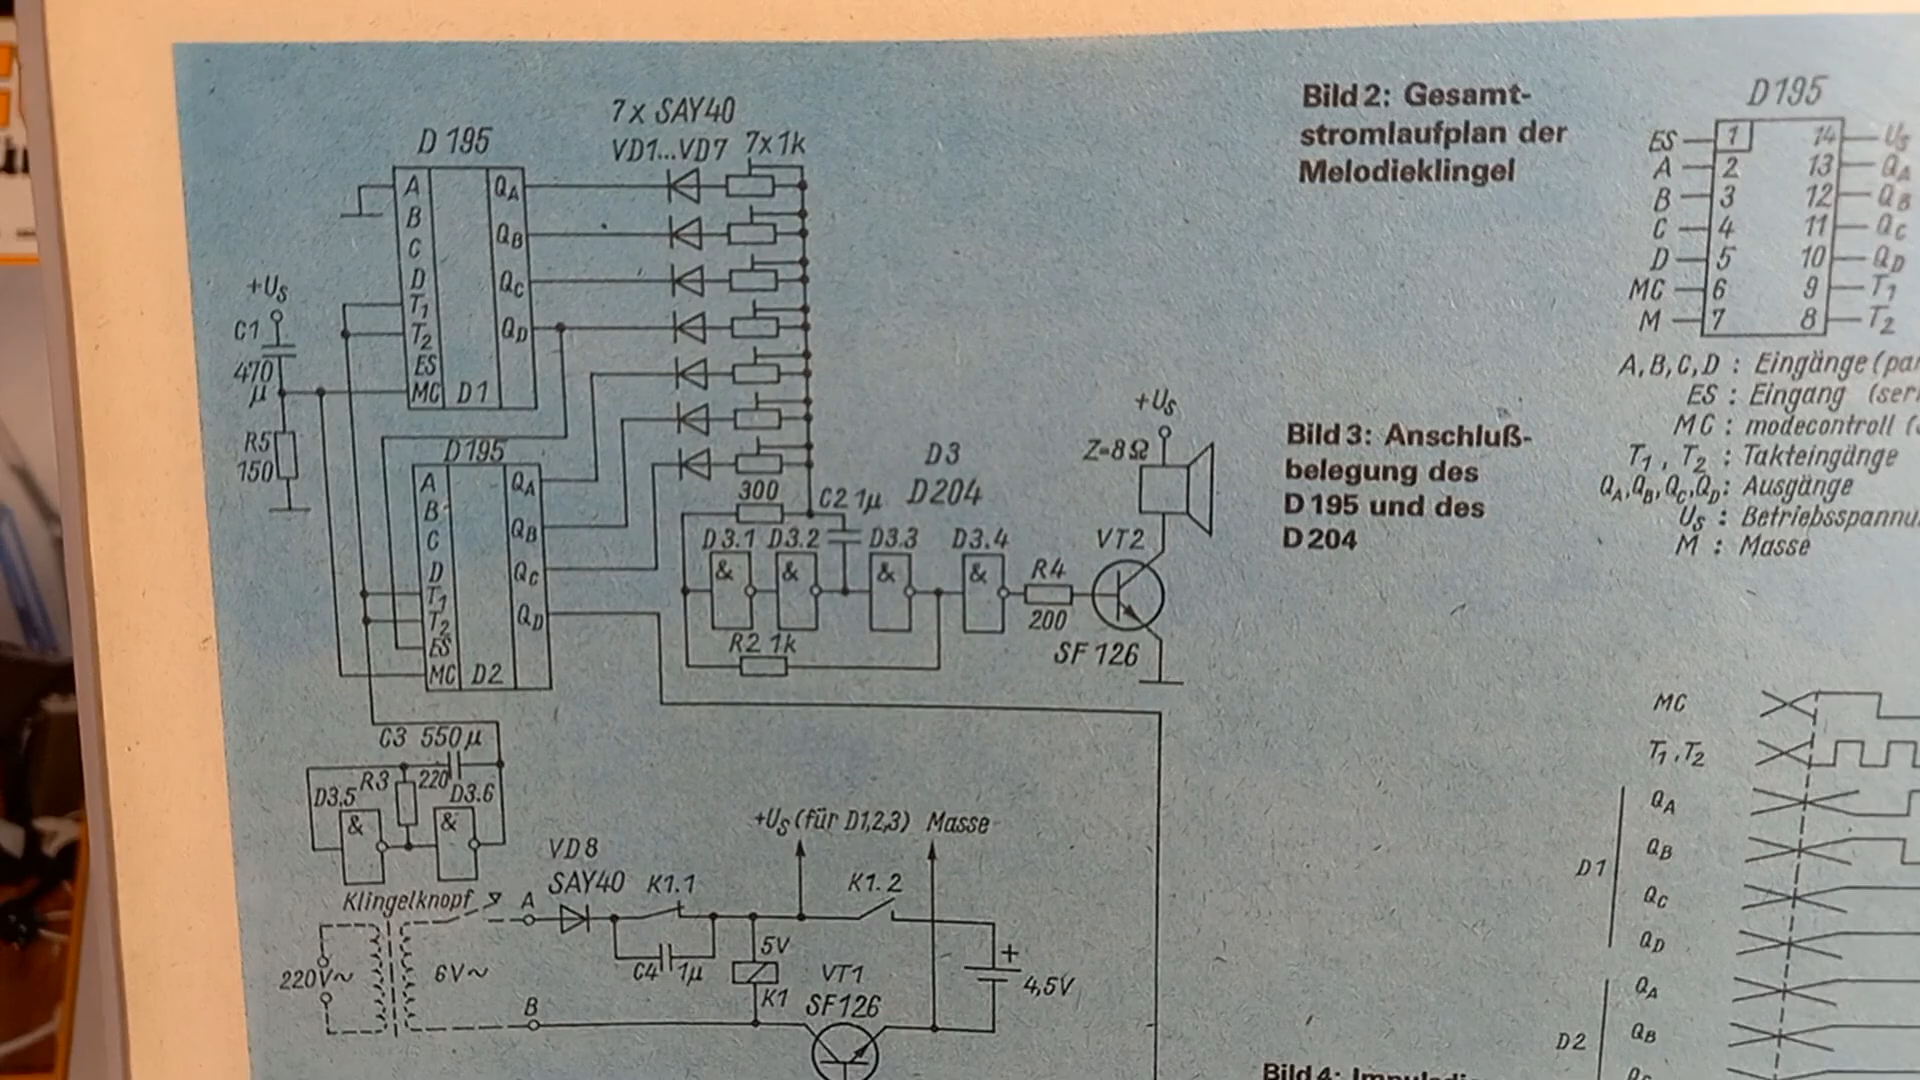 7x SAY40
VD1...VD7 7x1k
D 195
A QA
B QB
C QC
D QD
T1
T2
ES
MC D1
+US
C1
470
µ
R5
150
D195
A QA
B QB
C QC
D QD
T1
T2
ES
MC D2
300
C2 1µ
D3
D204
D3.1 D3.2 D3.3 D3.4
& & & &
R2 1k
R4
200
+US
Z=8Ω
VT2
SF 126
C3 550µ
R3 220
D3.5 D3.6
& &
Klingelknopf
220V~
6V~
A
B
VD8
SAY40
K1.1
C4 1µ
+US (für D1,2,3) Masse
K1.2
5V
K1
VT1
SF126
+
4,5V
Bild 2: Gesamt-
stromlaufplan der
Melodieklingel
Bild 3: Anschluß-
belegung des
D 195 und des
D 204
D195
ES 1 14 US
A 2 13 QA
B 3 12 QB
C 4 11 QC
D 5 10 QD
MC 6 9 T1
M 7 8 T2
A,B,C,D : Eingänge
ES : Eingang
MC : modecontroll
T1, T2 : Takteingänge
QA,QB,QC,QD: Ausgänge
US :
M : Masse
MC
T1,T2
D1
QA
QB
QC
QD
D2
QA
QB
Bild 4: